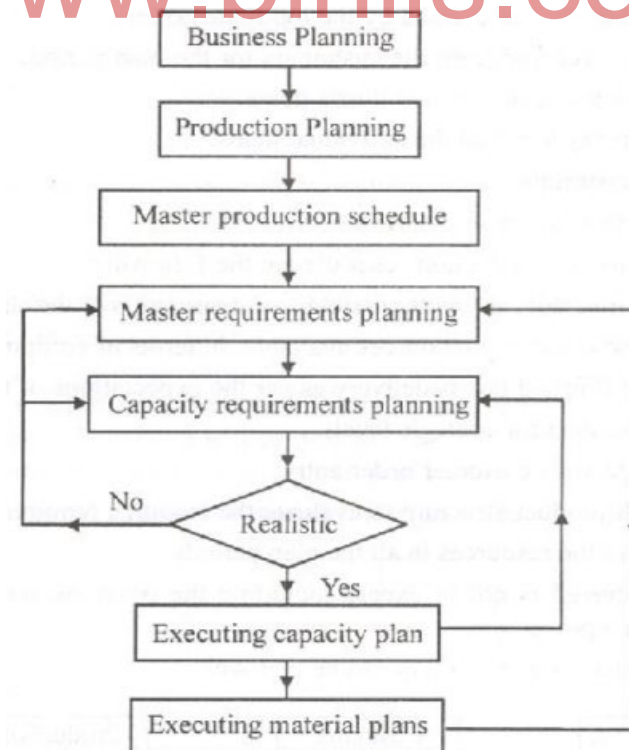 Business Planning
Production Planning
Master production schedule
Master requirements planning
Capacity requirements planning
No
Realistic
Yes
Executing capacity plan
Executing material plans